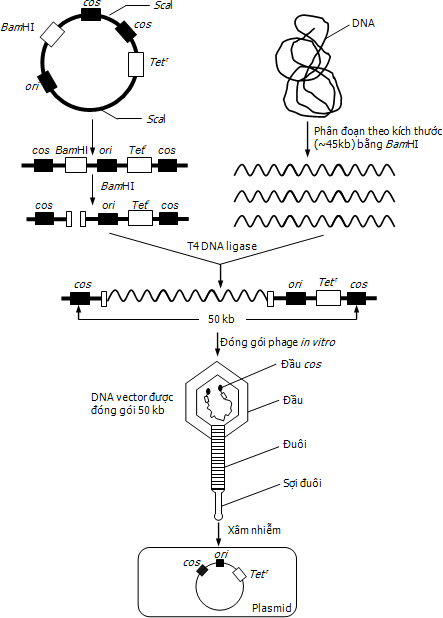 cos
ScaI
BamHI
cos
Tetʳ
ori
ScaI
DNA
Phân đoạn theo kích thước
(~45kb) bằng BamHI
cos BamHI ori Tetʳ cos
BamHI
cos ori Tetʳ cos
T4 DNA ligase
cos ori Tetʳ cos
50 kb
Đóng gói phage in vitro
Đầu cos
DNA vector được
đóng gói 50 kb
Đầu
Đuôi
Sợi đuôi
Xâm nhiễm
ori
cos
Tetʳ
Plasmid